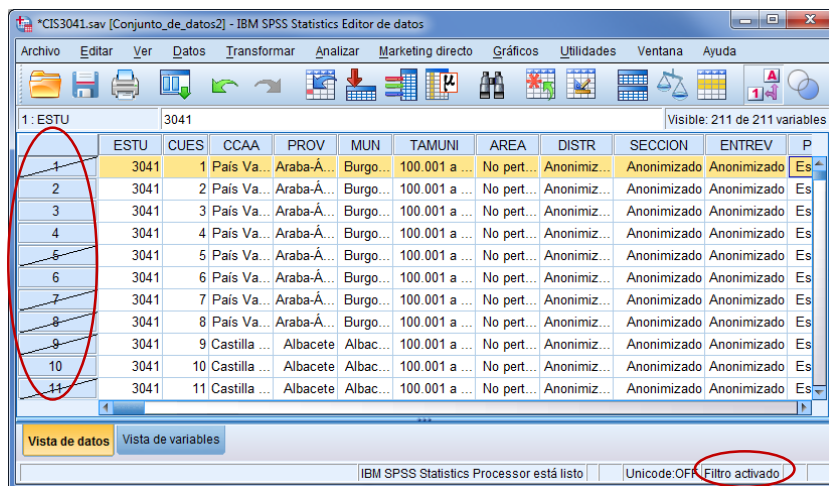 *CIS3041.sav [Conjunto_de_datos2] - IBM SPSS Statistics Editor de datos
Archivo Editar Ver Datos Transformar Analizar Marketing directo Gráficos Utilidades Ventana Ayuda
1 : ESTU 3041 Visible: 211 de 211 variables
ESTU CUES CCAA PROV MUN TAMUNI AREA DISTR SECCION ENTREV P
1 3041 1 País Va... Araba-Á... Burgo... 100.001 a ... No pert... Anonimiz... Anonimizado Anonimizado Es
2 3041 2 País Va... Araba-Á... Burgo... 100.001 a ... No pert... Anonimiz... Anonimizado Anonimizado Es
3 3041 3 País Va... Araba-Á... Burgo... 100.001 a ... No pert... Anonimiz... Anonimizado Anonimizado Es
4 3041 4 País Va... Araba-Á... Burgo... 100.001 a ... No pert... Anonimiz... Anonimizado Anonimizado Es
5 3041 5 País Va... Araba-Á... Burgo... 100.001 a ... No pert... Anonimiz... Anonimizado Anonimizado Es
6 3041 6 País Va... Araba-Á... Burgo... 100.001 a ... No pert... Anonimiz... Anonimizado Anonimizado Es
7 3041 7 País Va... Araba-Á... Burgo... 100.001 a ... No pert... Anonimiz... Anonimizado Anonimizado Es
8 3041 8 País Va... Araba-Á... Burgo... 100.001 a ... No pert... Anonimiz... Anonimizado Anonimizado Es
9 3041 9 Castilla ... Albacete Albac... 100.001 a ... No pert... Anonimiz... Anonimizado Anonimizado Es
10 3041 10 Castilla ... Albacete Albac... 100.001 a ... No pert... Anonimiz... Anonimizado Anonimizado Es
11 3041 11 Castilla ... Albacete Albac... 100.001 a ... No pert... Anonimiz... Anonimizado Anonimizado Es
Vista de datos Vista de variables
IBM SPSS Statistics Processor está listo Unicode:OFF Filtro activado